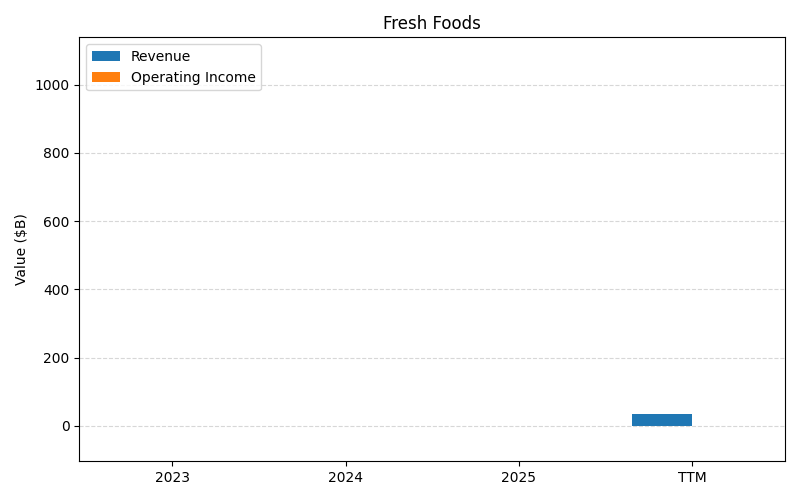 Fresh Foods
Revenue
Operating Income
1000
800
600
400
200
0
Value ($B)
2023 2024 2025 TTM